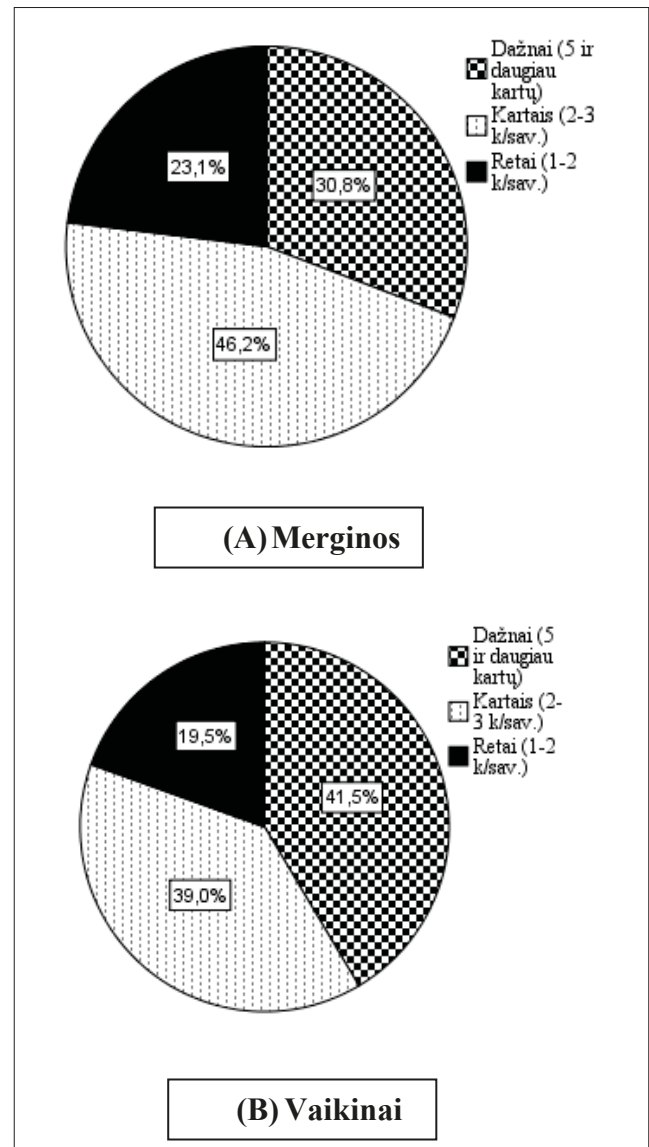 Dažnai (5 ir
daugiau
kartų)
Kartais (2-3
k/sav.)
Retai (1-2
k/sav.)
23,1%
30,8%
46,2%
(A) Merginos
Dažnai (5
ir daugiau
kartų)
Kartais (2-
3 k/sav.)
Retai (1-2
k/sav.)
19,5%
41,5%
39,0%
(B) Vaikinai